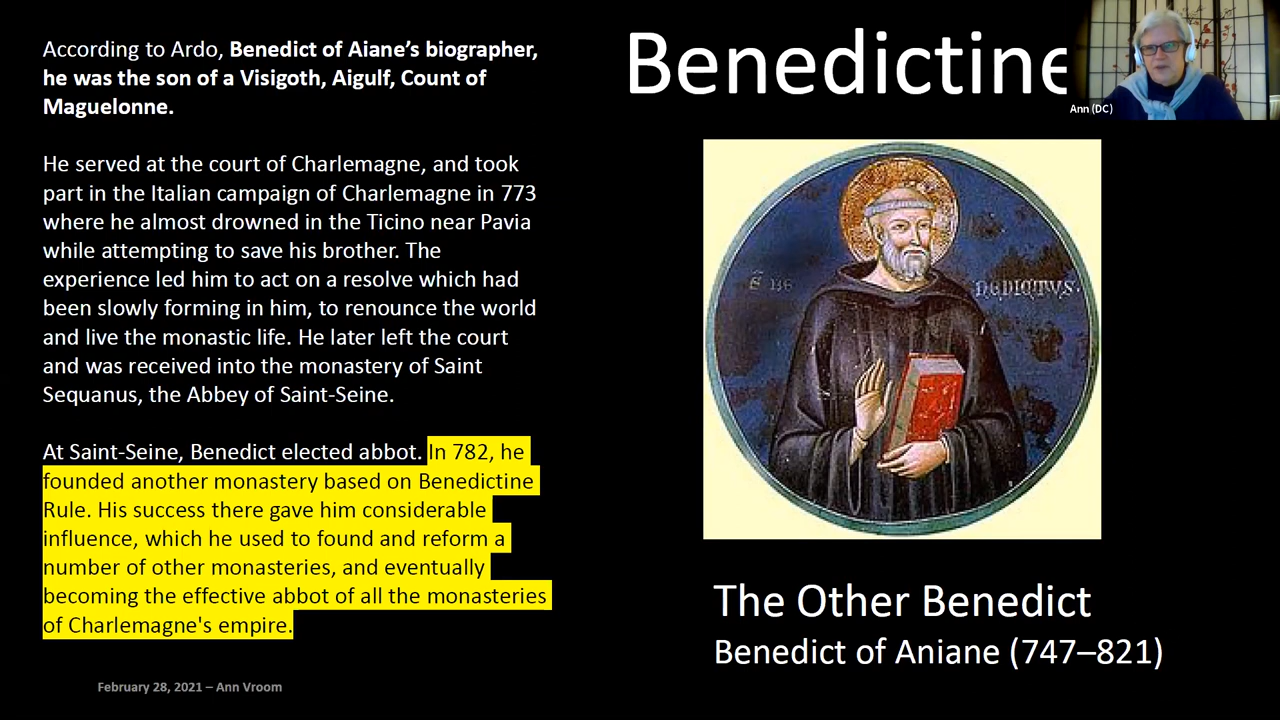 According to Ardo, Benedict of Aiane’s biographer,
he was the son of a Visigoth, Aigulf, Count of
Maguelonne.
He served at the court of Charlemagne, and took
part in the Italian campaign of Charlemagne in 773
where he almost drowned in the Ticino near Pavia
while attempting to save his brother. The
experience led him to act on a resolve which had
been slowly forming in him, to renounce the world
and live the monastic life. He later left the court
and was received into the monastery of Saint
Sequanus, the Abbey of Saint-Seine.
At Saint-Seine, Benedict elected abbot. In 782, he
founded another monastery based on Benedictine
Rule. His success there gave him considerable
influence, which he used to found and reform a
number of other monasteries, and eventually
becoming the effective abbot of all the monasteries
of Charlemagne's empire.
February 28, 2021 – Ann Vroom
Benedictine
Ann (DC)
The Other Benedict
Benedict of Aniane (747–821)